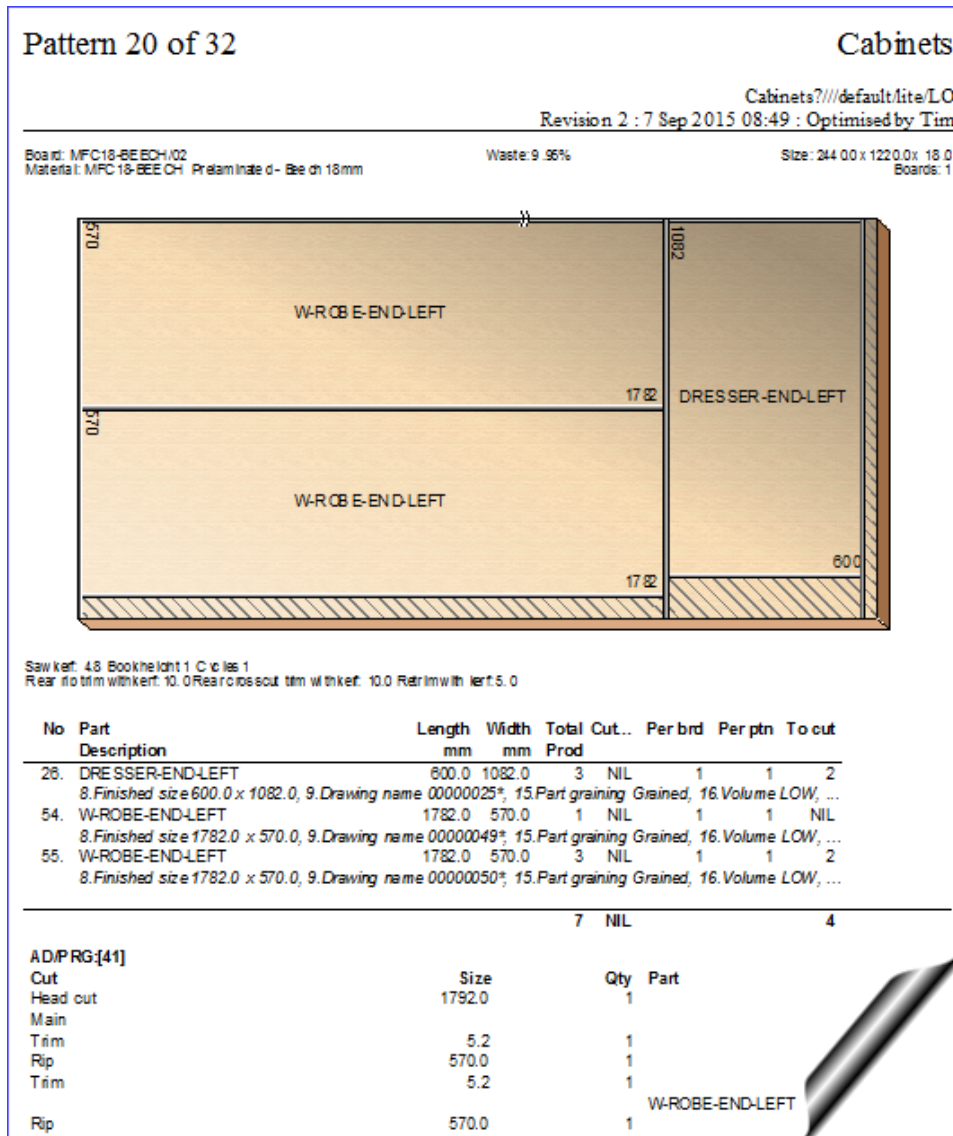 Pattern 20 of 32
Cabinets
Cabinets?///default/lite/LO
Revision 2 : 7 Sep 2015 08:49 : Optimised by Tim
Board: MFC18-BEECH/02
Waste: 9.95%
Size: 2440.0 x 1220.0 x 18.0
Material: MFC18-BEECH Prelaminated - Beech 18mm
Boards: 1
570
1082
W-ROBE-END-LEFT
1782
DRESSER-END-LEFT
570
W-ROBE-END-LEFT
600
1782
Saw kerf: 4.8 Book height 1 Cycles 1
Rear rip trim with kerf: 10.0 Rear crosscut trim with kerf: 10.0 Retrim with kerf: 5.0
No Part Length Width Total Cut... Per brd Per ptn To cut
Description mm mm Prod
26. DRESSER-END-LEFT 600.0 1082.0 3 NIL 1 1 2
8.Finished size 600.0 x 1082.0, 9.Drawing name 00000025*, 15.Part graining Grained, 16.Volume LOW, ...
54. W-ROBE-END-LEFT 1782.0 570.0 1 NIL 1 1 NIL
8.Finished size 1782.0 x 570.0, 9.Drawing name 00000049*, 15.Part graining Grained, 16.Volume LOW, ...
55. W-ROBE-END-LEFT 1782.0 570.0 3 NIL 1 1 2
8.Finished size 1782.0 x 570.0, 9.Drawing name 00000050*, 15.Part graining Grained, 16.Volume LOW, ...
7 NIL 4
AD/PRG:[41]
Cut Size Qty Part
Head cut 1792.0 1
Main
Trim 5.2 1
Rip 570.0 1
Trim 5.2 1
W-ROBE-END-LEFT
Rip 570.0 1